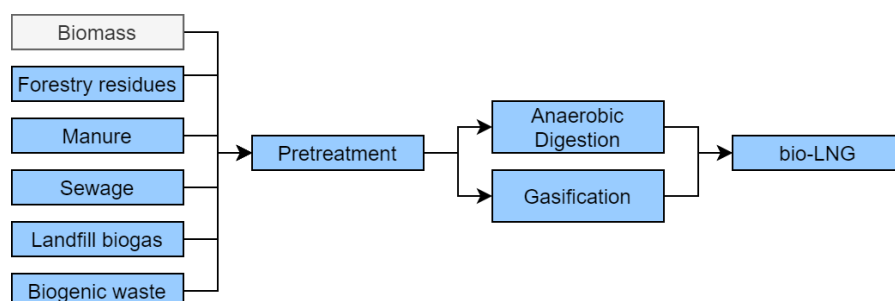 Biomass
Forestry residues
Manure
Sewage
Landfill biogas
Biogenic waste
Pretreatment
Anaerobic
Digestion
Gasification
bio-LNG